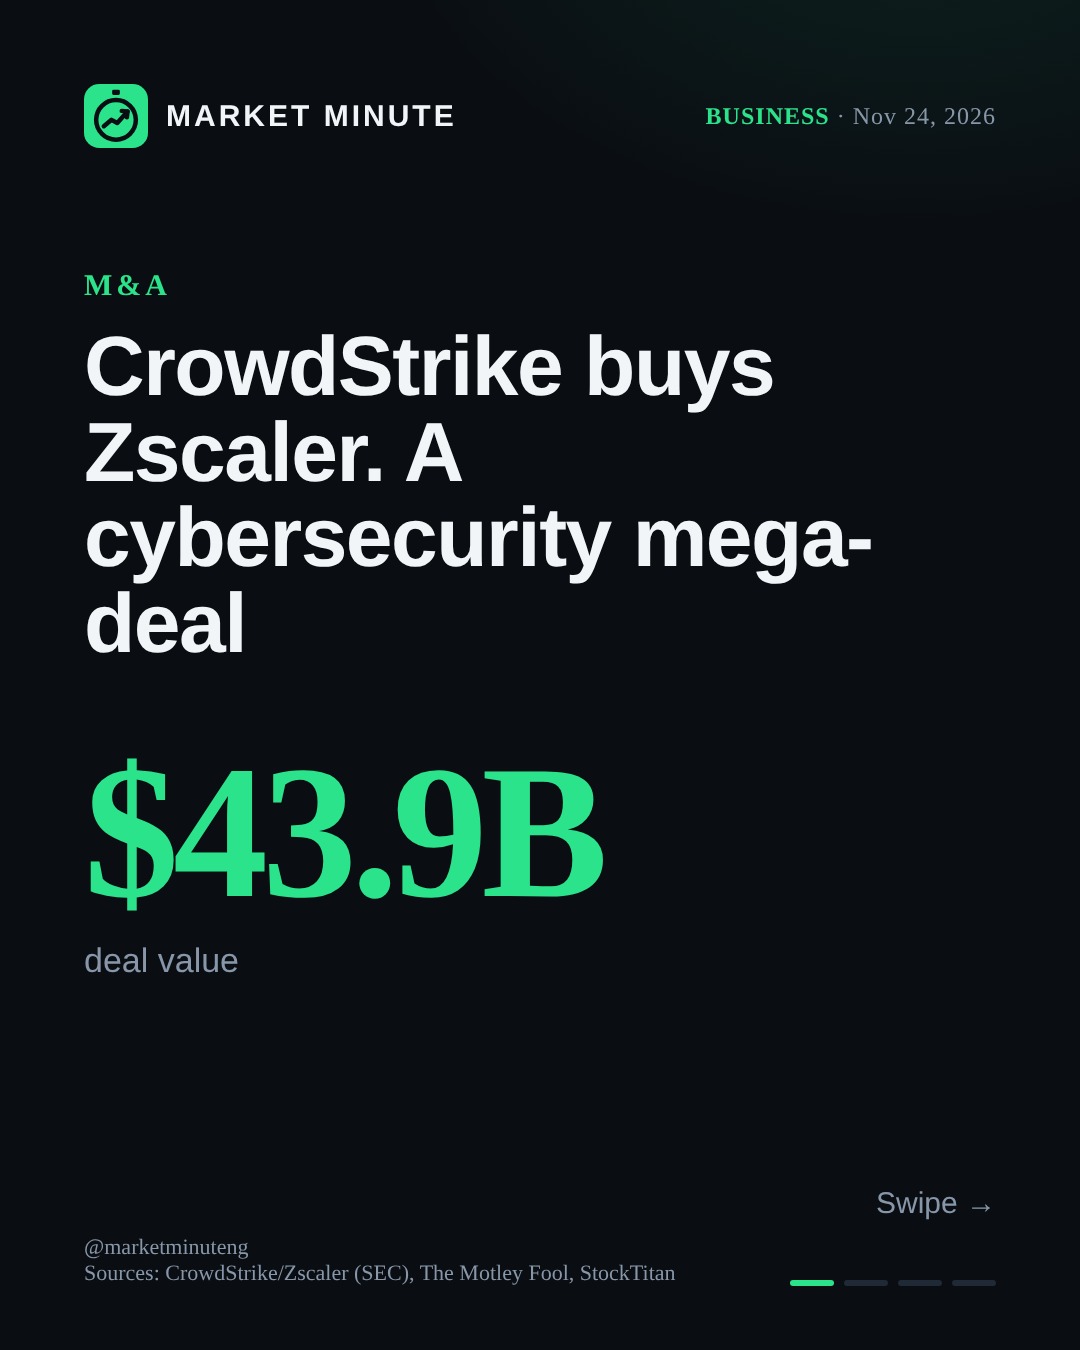 MARKET MINUTE
BUSINESS · Nov 24, 2026
M&A
CrowdStrike buys
Zscaler. A
cybersecurity mega-
deal
$43.9B
deal value
Swipe →
@marketminuteng
Sources: CrowdStrike/Zscaler (SEC), The Motley Fool, StockTitan